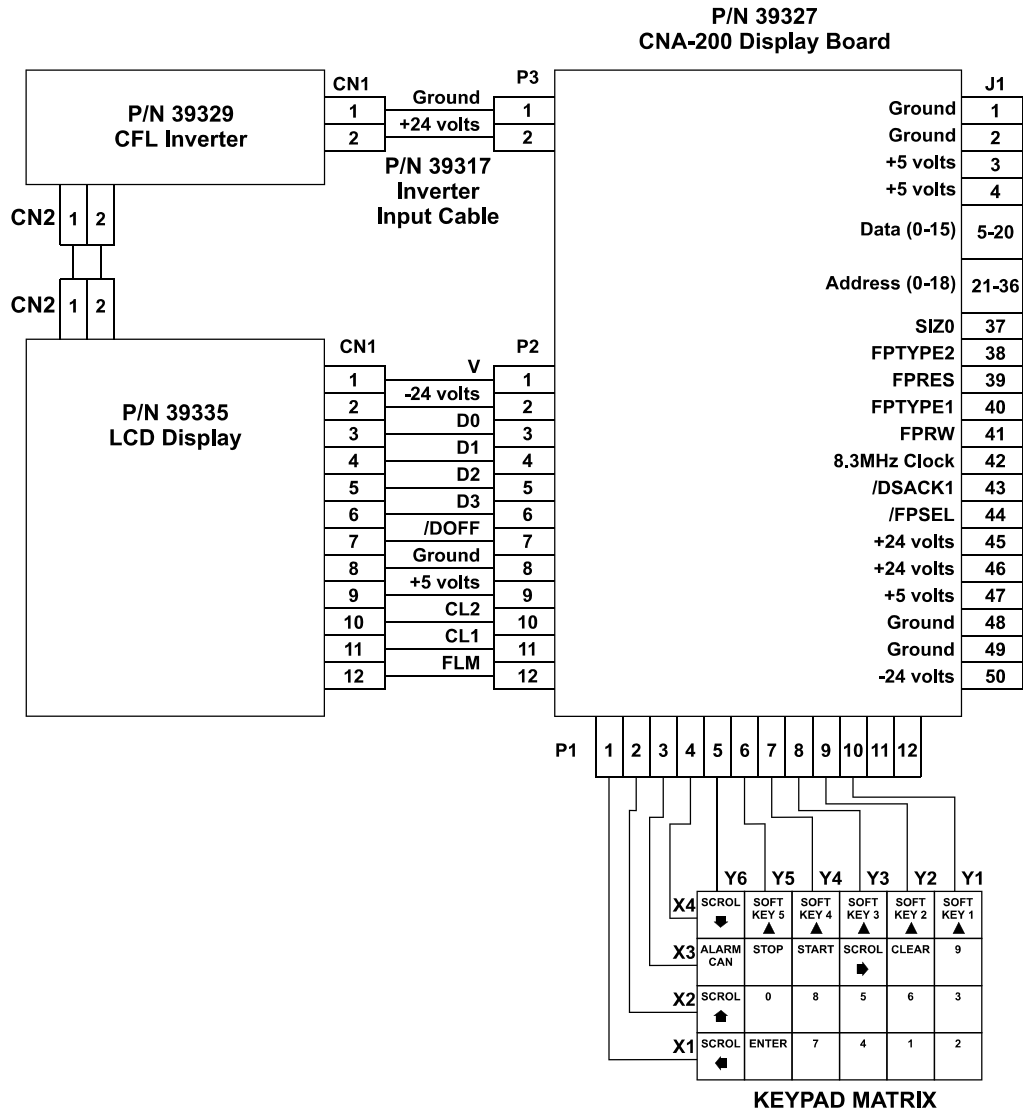 P/N 39327
CNA-200 Display Board
P/N 39329
CFL Inverter
CN1
1
2
Ground
+24 volts
P/N 39317
Inverter
Input Cable
P3
1
2
J1
Ground 1
Ground 2
+5 volts 3
+5 volts 4
Data (0-15) 5-20
Address (0-18) 21-36
SIZ0 37
FPTYPE2 38
FPRES 39
FPTYPE1 40
FPRW 41
8.3MHz Clock 42
/DSACK1 43
/FPSEL 44
+24 volts 45
+24 volts 46
+5 volts 47
Ground 48
Ground 49
-24 volts 50
CN2 1 2
CN2 1 2
P/N 39335
LCD Display
CN1 P2
1 V 1
2 -24 volts 2
3 D0 3
4 D1 4
5 D2 5
6 D3 6
7 /DOFF 7
8 Ground 8
9 +5 volts 9
10 CL2 10
11 CL1 11
12 FLM 12
P1 1 2 3 4 5 6 7 8 9 10 11 12
Y6 Y5 Y4 Y3 Y2 Y1
X4 SCROL SOFT KEY 5 SOFT KEY 4 SOFT KEY 3 SOFT KEY 2 SOFT KEY 1
X3 ALARM CAN STOP START SCROL CLEAR 9
X2 SCROL 0 8 5 6 3
X1 SCROL ENTER 7 4 1 2
KEYPAD MATRIX